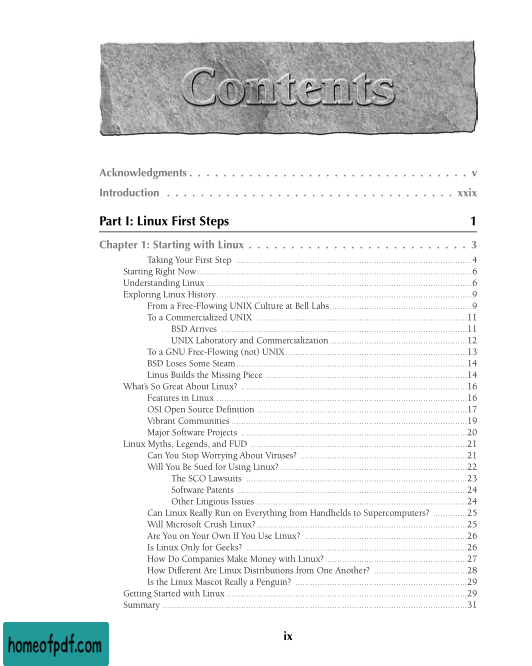 Contents
Acknowledgments . . . . . . . . . . . . . . . . . . . . . . . . . . . . . . . . . v
Introduction . . . . . . . . . . . . . . . . . . . . . . . . . . . . . . . . . . xxix
Part I: Linux First Steps 1
Chapter 1: Starting with Linux . . . . . . . . . . . . . . . . . . . . . . . . . . 3
Taking Your First Step ....................4
Starting Right Now ....................6
Understanding Linux ....................6
Exploring Linux History ....................9
From a Free-Flowing UNIX Culture at Bell Labs ....................9
To a Commercialized UNIX ....................11
BSD Arrives ....................11
UNIX Laboratory and Commercialization ....................12
To a GNU Free-Flowing (not) UNIX ....................13
BSD Loses Some Steam ....................14
Linus Builds the Missing Piece ....................14
What's So Great About Linux? ....................16
Features in Linux ....................16
OSI Open Source Definition ....................17
Vibrant Communities ....................19
Major Software Projects ....................20
Linux Myths, Legends, and FUD ....................21
Can You Stop Worrying About Viruses? ....................21
Will You Be Sued for Using Linux? ....................22
The SCO Lawsuits ....................23
Software Patents ....................24
Other Litigious Issues ....................24
Can Linux Really Run on Everything from Handhelds to Supercomputers? ..........25
Will Microsoft Crush Linux? ....................25
Are You on Your Own If You Use Linux? ....................26
Is Linux Only for Geeks? ....................26
How Do Companies Make Money with Linux? ....................27
How Different Are Linux Distributions from One Another? ....................28
Is the Linux Mascot Really a Penguin? ....................29
Getting Started with Linux ....................29
Summary ....................31
ix
homeofpdf.com